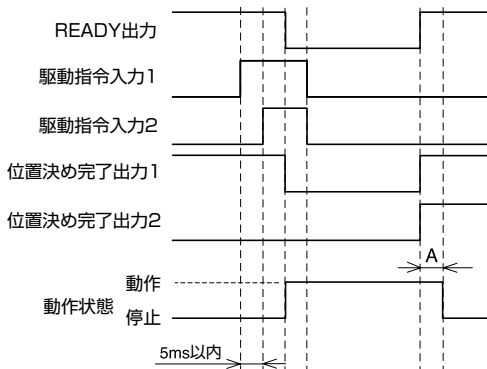 READY出力
駆動指令入力1
駆動指令入力2
位置決め完了出力1
位置決め完了出力2
A
動作
動作状態
停止
5ms以内